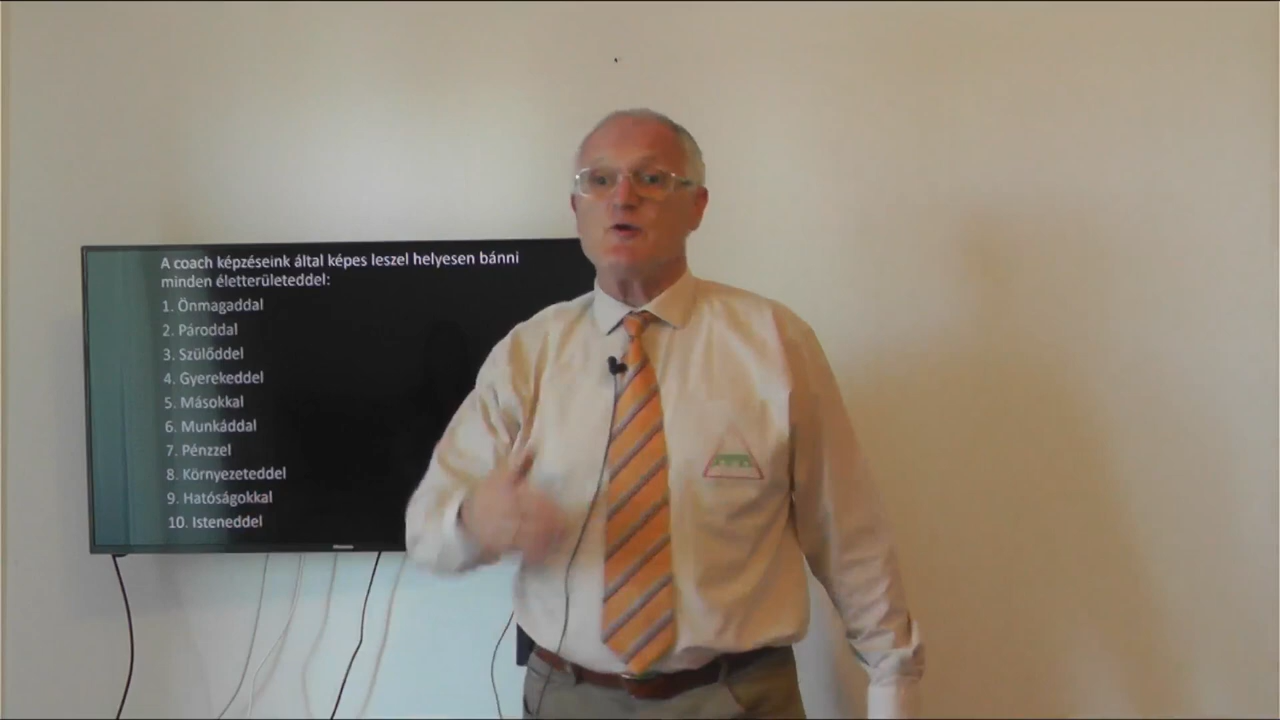 A coach képzéseink által képes leszel helyesen bánni
minden életterületeddel:
1. Önmagaddal
2. Pároddal
3. Szülőddel
4. Gyerekeddel
5. Másokkal
6. Munkáddal
7. Pénzzel
8. Környezeteddel
9. Hatóságokkal
10. Isteneddel